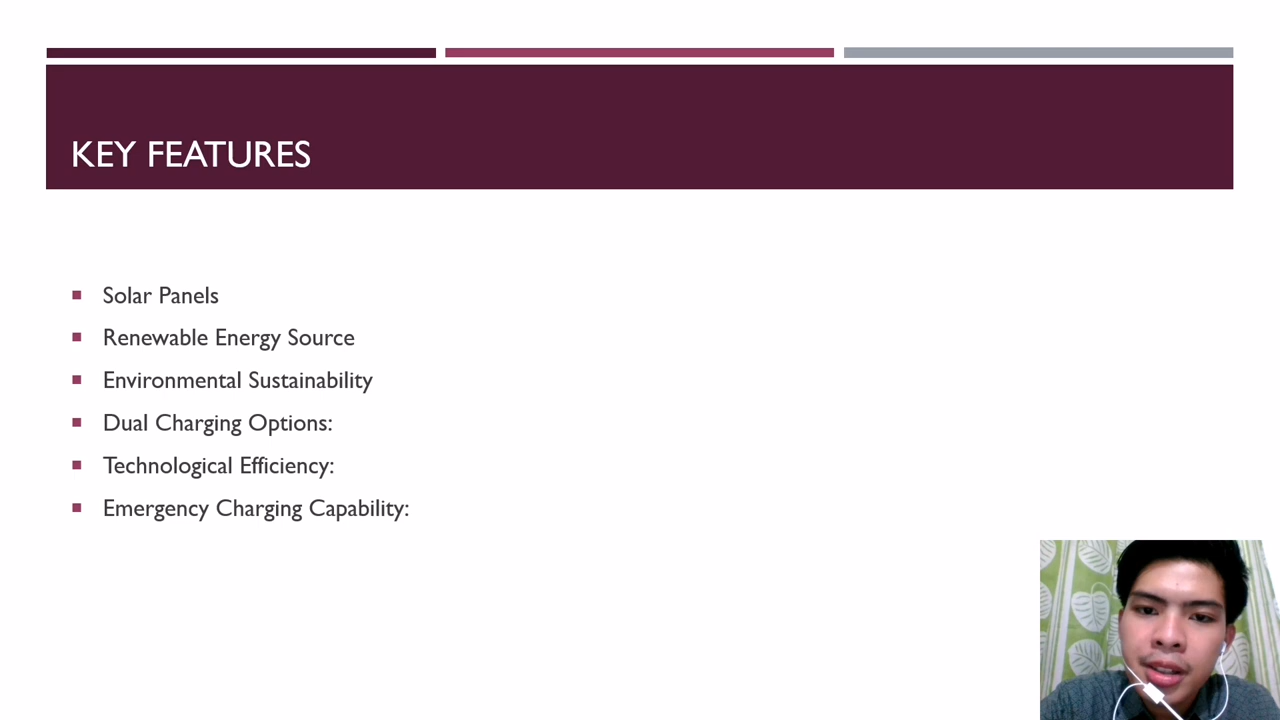 KEY FEATURES
Solar Panels
Renewable Energy Source
Environmental Sustainability
Dual Charging Options:
Technological Efficiency:
Emergency Charging Capability: